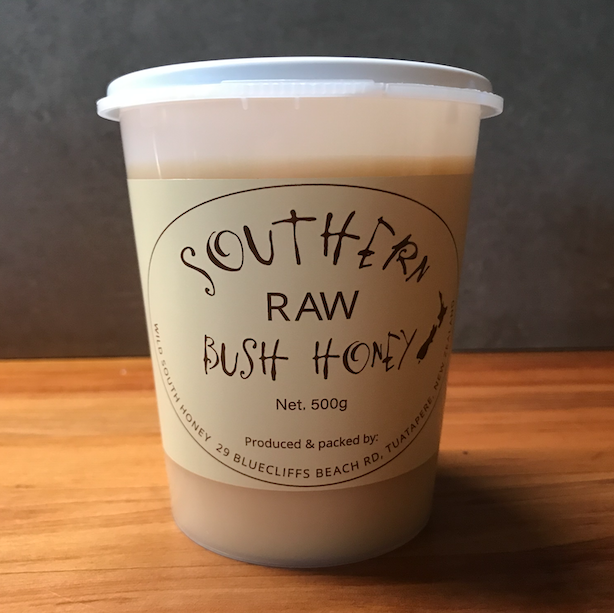 SOUTHERN
RAW
BUSH HONEY
Net. 500g
Produced & packed by:
WILD SOUTH HONEY 29 BLUECLIFFS BEACH RD, TUATAPERE, NEW ZEALAND